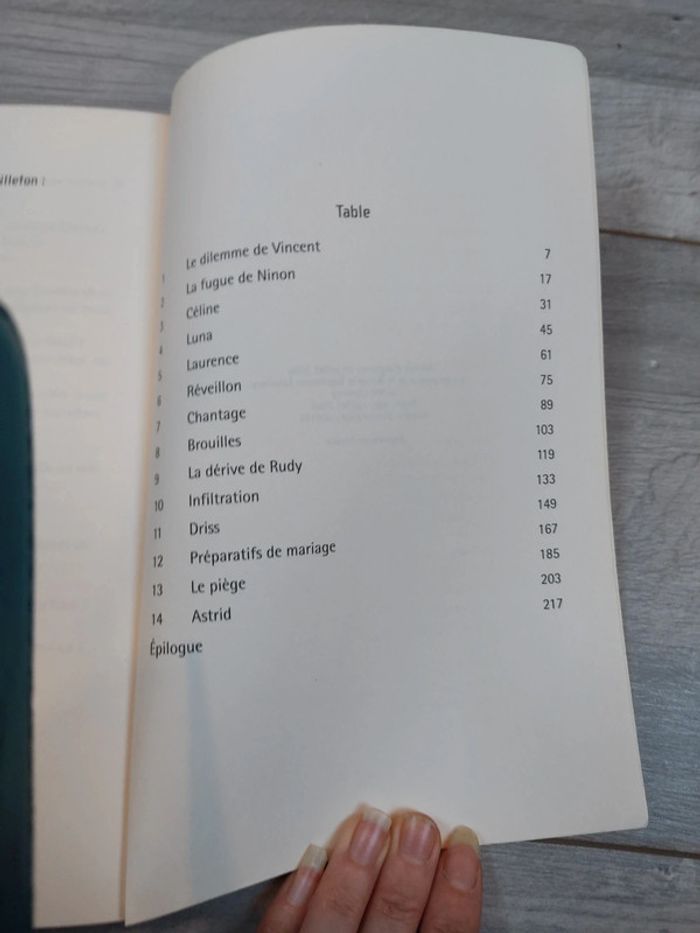 illeton :
Table
1 Le dilemme de Vincent 7
2 La fugue de Ninon 17
3 Céline 31
4 Luna 45
5 Laurence 61
6 Réveillon 75
7 Chantage 89
8 Brouilles 103
9 La dérive de Rudy 119
10 Infiltration 133
11 Driss 149
12 Préparatifs de mariage 167
13 Le piège 185
14 Astrid 203
Épilogue 217